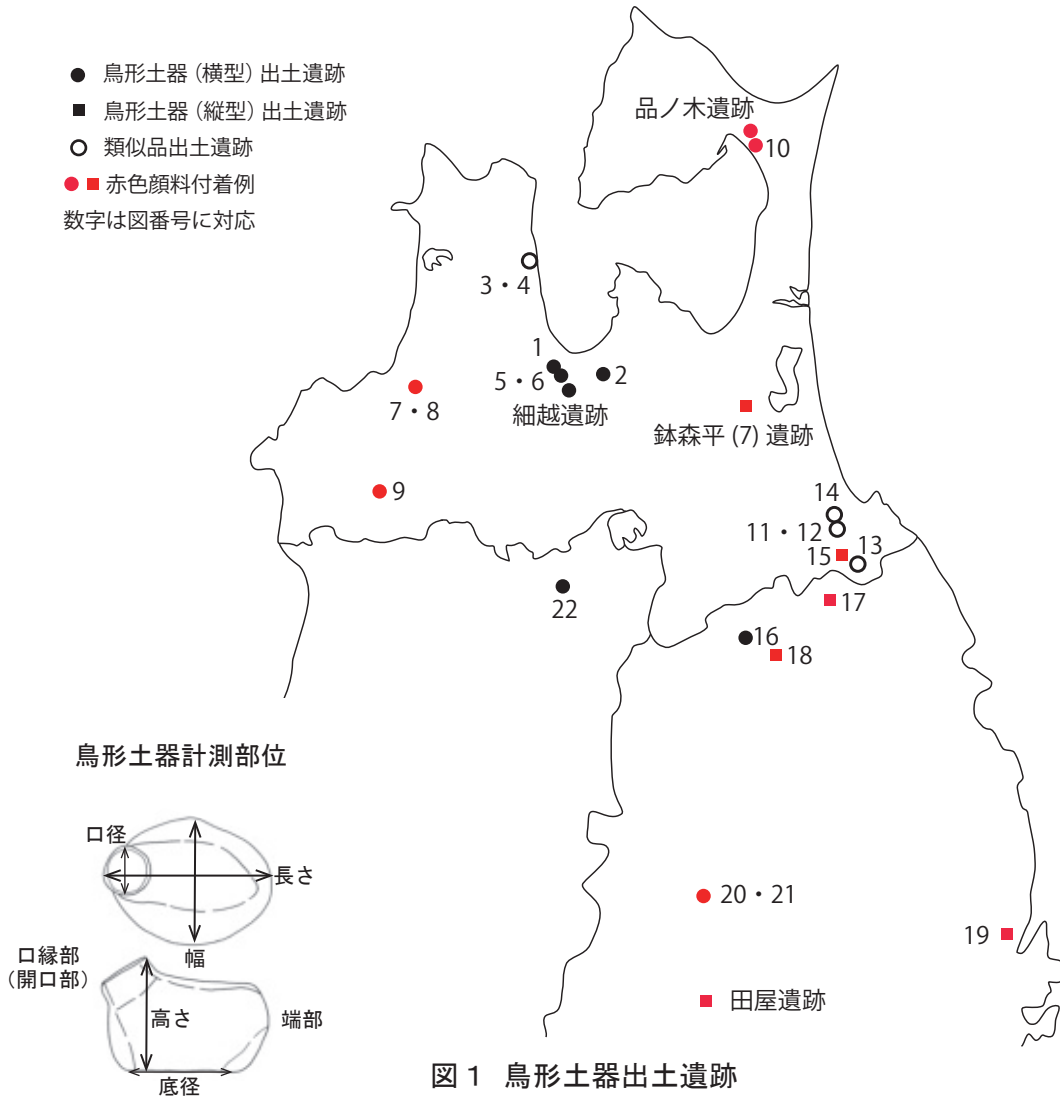 鳥形土器（横型）出土遺跡
鳥形土器（縦型）出土遺跡
類似品出土遺跡
赤色顔料付着例
数字は図番号に対応
品ノ木遺跡
10
3・4
1
5・6
2
細越遺跡
7・8
鉢森平(7)遺跡
9
14
11・12
13
15
17
22
16
18
20・21
19
田屋遺跡
鳥形土器計測部位
口径
長さ
幅
口縁部
（開口部）
高さ
端部
底径
図1 鳥形土器出土遺跡